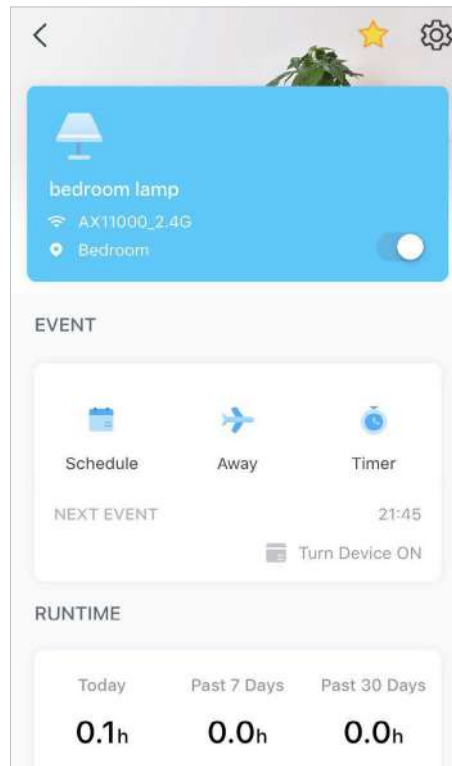 bedroom lamp
AX11000_2.4G
Bedroom
EVENT
Schedule Away Timer
NEXT EVENT 21:45
Turn Device ON
RUNTIME
Today Past 7 Days Past 30 Days
0.1h 0.0h 0.0h